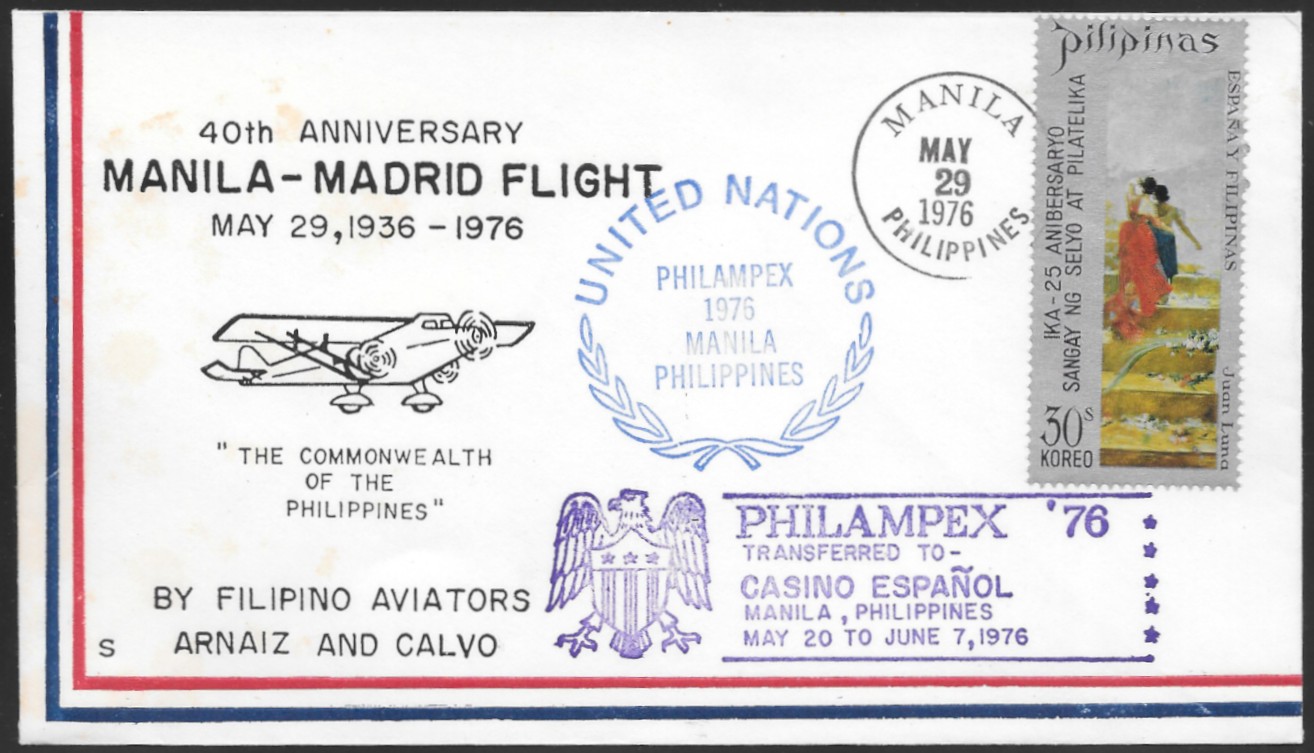 40th ANNIVERSARY
MANILA - MADRID FLIGHT
MAY 29, 1936 - 1976
" THE COMMONWEALTH
OF THE
PHILIPPINES "
BY FILIPINO AVIATORS
ARNAIZ AND CALVO
S
UNITED NATIONS
PHILAMPEX
1976
MANILA
PHILIPPINES
MANILA
MAY
29
1976
PHILIPPINES
Pilipinas
IKA-25 ANIBERSARYO
SANGAY NG SELYO AT PILATELIKA
ESPAÑA Y FILIPINAS
Juan Luna
30s
KOREO
PHILAMPEX '76
TRANSFERRED TO-
CASINO ESPAÑOL
MANILA, PHILIPPINES
MAY 20 TO JUNE 7, 1976